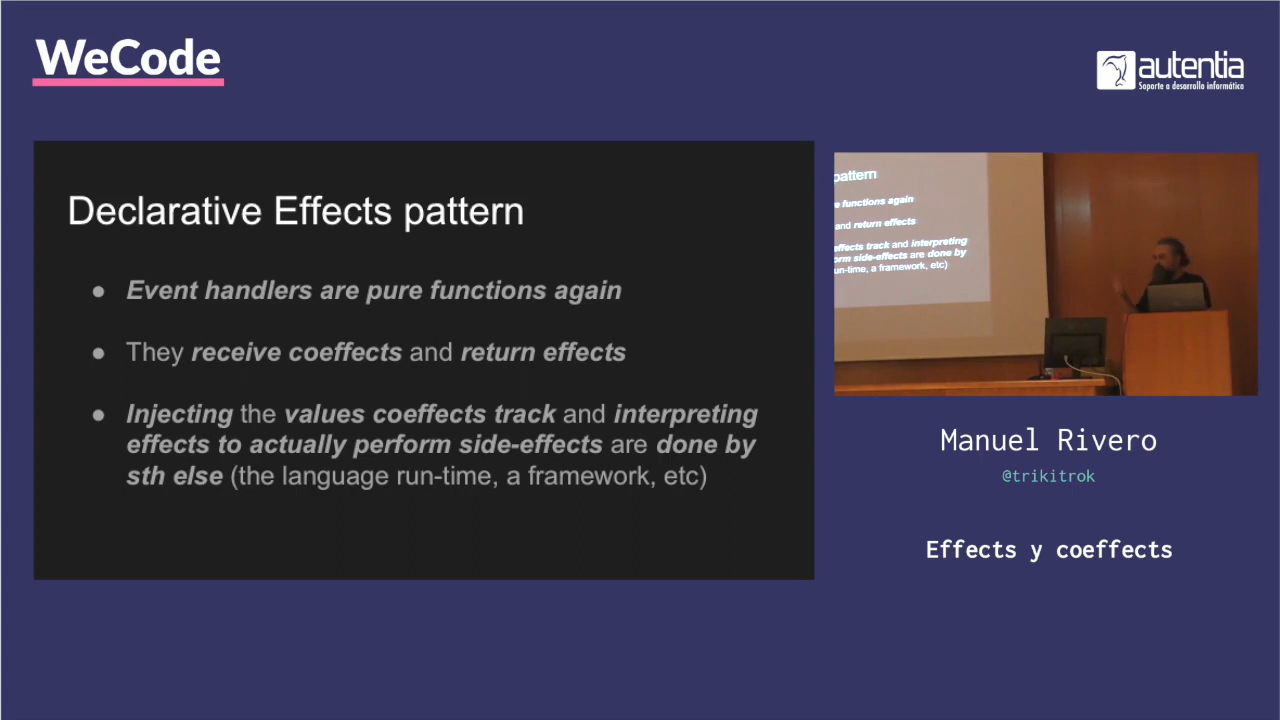 WeCode
autentia
Soporte a desarrollo informático
Declarative Effects pattern
● Event handlers are pure functions again
● They receive coeffects and return effects
● Injecting the values coeffects track and interpreting
effects to actually perform side-effects are done by
sth else (the language run-time, a framework, etc)
pattern
e functions again
and return effects
effects track and interpreting
orm side-effects are done by
un-time, a framework, etc)
Manuel Rivero
@trikitrok
Effects y coeffects